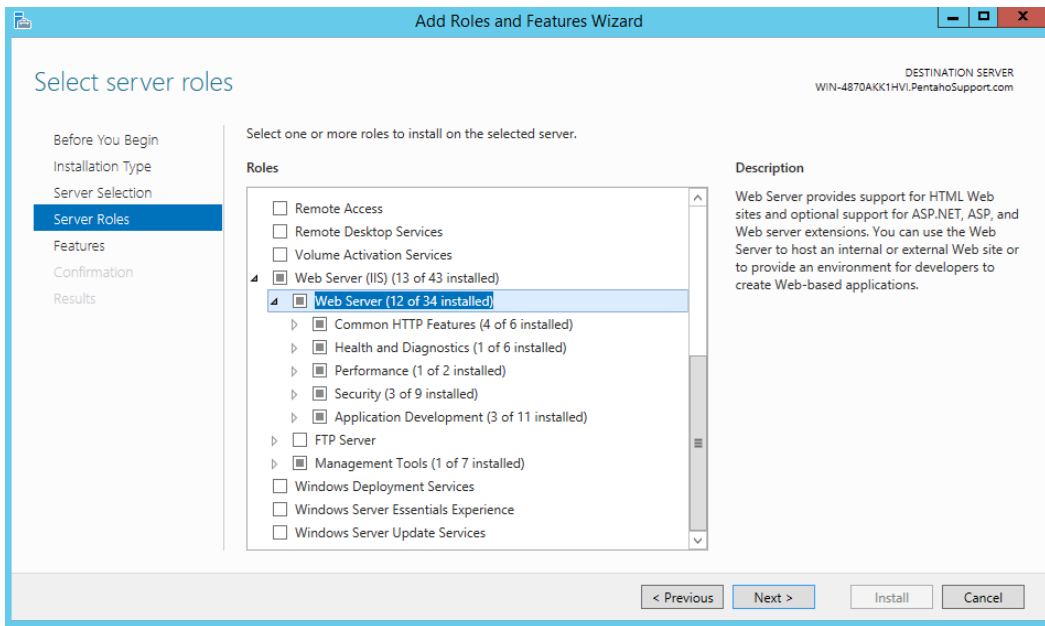 Add Roles and Features Wizard
Select server roles
DESTINATION SERVER
WIN-4870AKK1HVI.PentahoSupport.com
Before You Begin
Installation Type
Server Selection
Server Roles
Features
Confirmation
Results
Select one or more roles to install on the selected server.
Roles
Remote Access
Remote Desktop Services
Volume Activation Services
Web Server (IIS) (13 of 43 installed)
Web Server (12 of 34 installed)
Common HTTP Features (4 of 6 installed)
Health and Diagnostics (1 of 6 installed)
Performance (1 of 2 installed)
Security (3 of 9 installed)
Application Development (3 of 11 installed)
FTP Server
Management Tools (1 of 7 installed)
Windows Deployment Services
Windows Server Essentials Experience
Windows Server Update Services
Description
Web Server provides support for HTML Web
sites and optional support for ASP.NET, ASP, and
Web server extensions. You can use the Web
Server to host an internal or external Web site or
to provide an environment for developers to
create Web-based applications.
< Previous
Next >
Install
Cancel